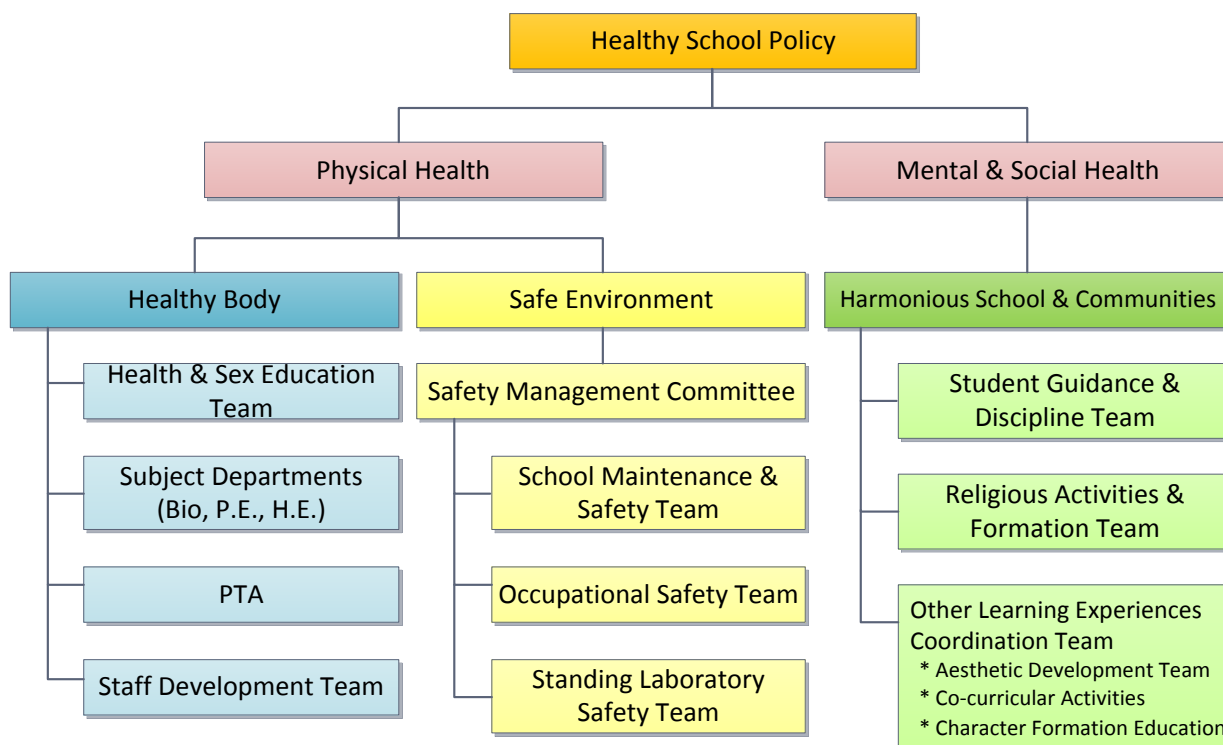 Healthy School Policy
Physical Health
Mental & Social Health
Healthy Body
Safe Environment
Harmonious School & Communities
Health & Sex Education
Team
Subject Departments
(Bio, P.E., H.E.)
PTA
Staff Development Team
Safety Management Committee
School Maintenance &
Safety Team
Occupational Safety Team
Standing Laboratory
Safety Team
Student Guidance &
Discipline Team
Religious Activities &
Formation Team
Other Learning Experiences
Coordination Team
* Aesthetic Development Team
* Co-curricular Activities
* Character Formation Education